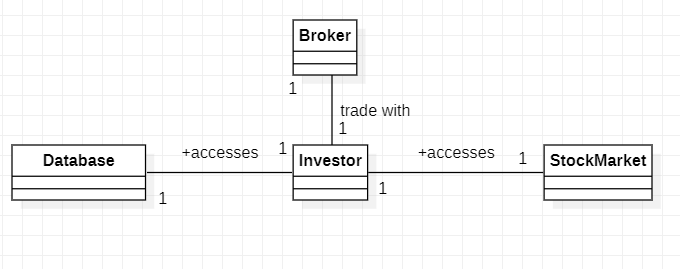 Broker
1
trade with
1
Database
+accesses
1
Investor
+accesses
1
StockMarket
1
1